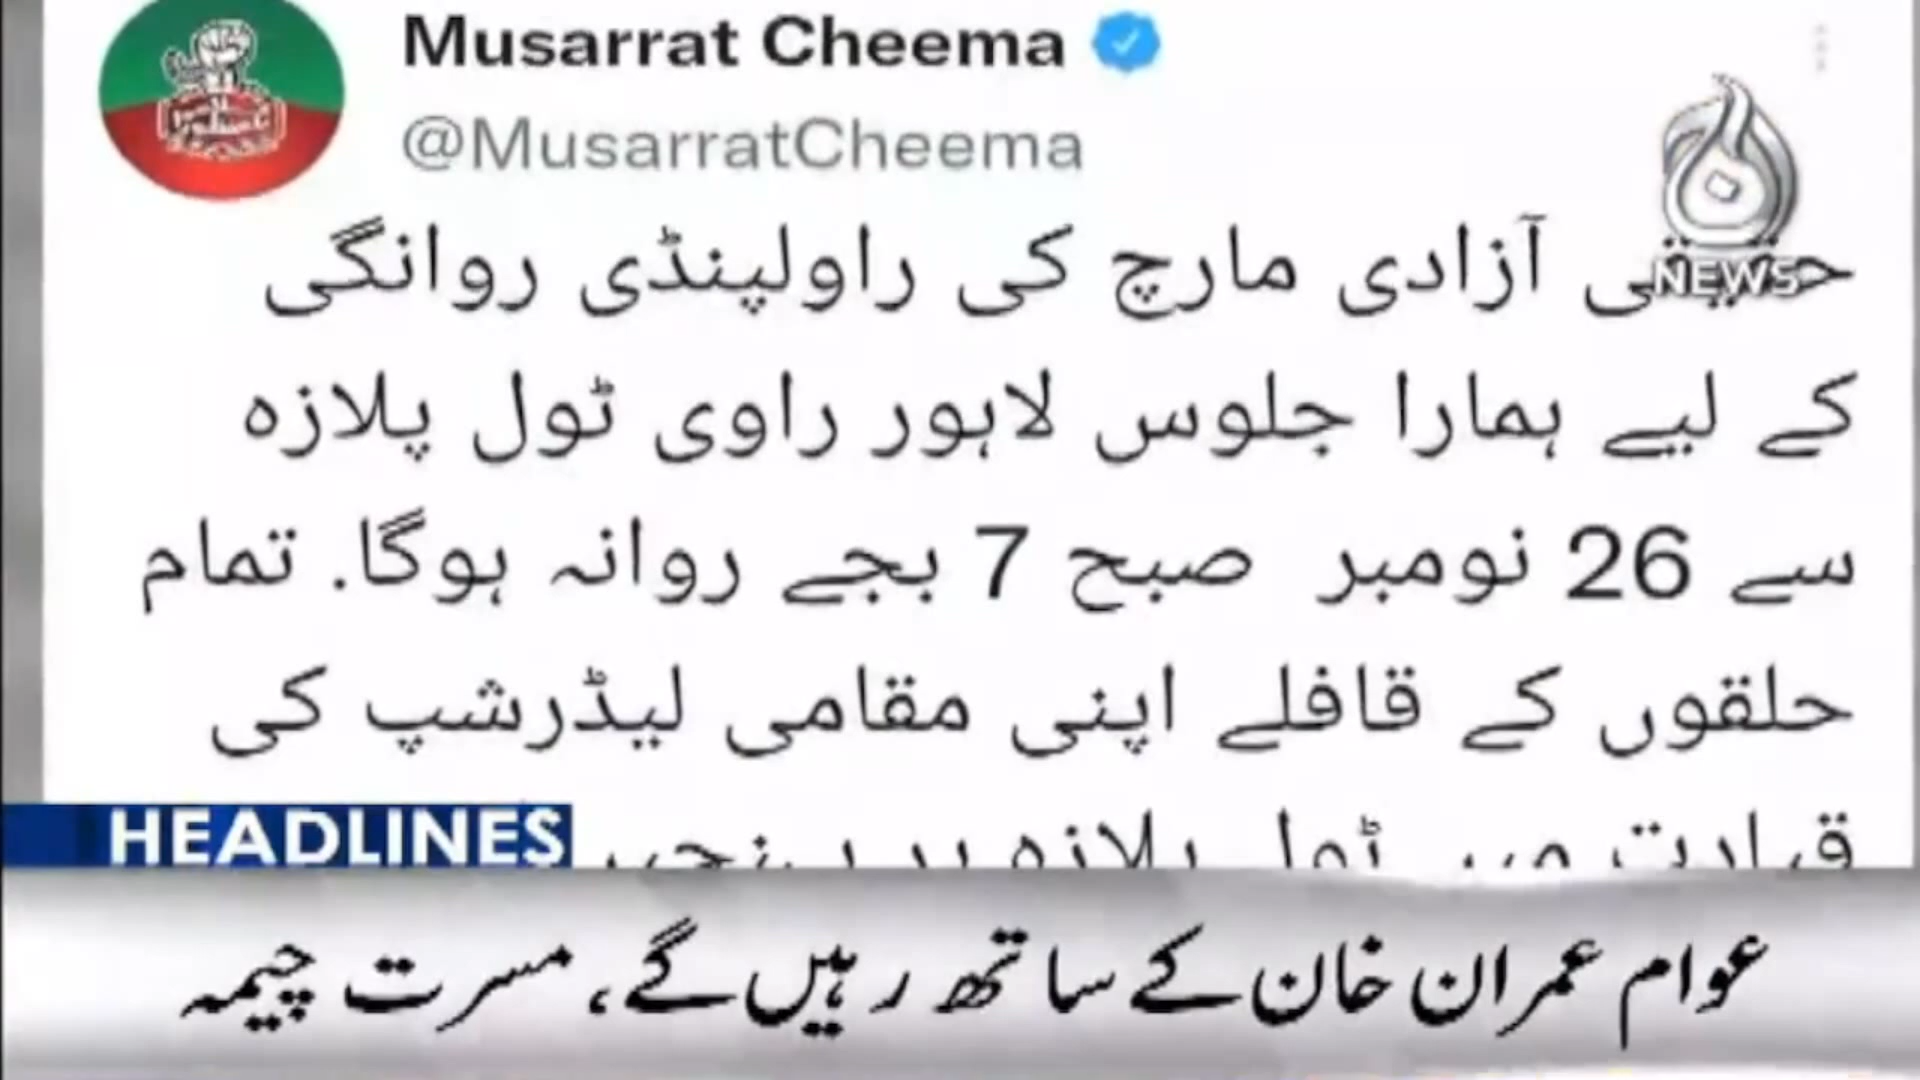 Musarrat Cheema
@MusarratCheema
NEWS
آزادی مارچ کی راولپنڈی روانگی
کے لیے ہمارا جلوس لاہور راوی ٹول پلازہ
سے 26 نومبر صبح 7 بجے روانہ ہوگا. تمام
حلقوں کے قافلے اپنی مقامی لیڈرشپ کی
HEADLINES
عوام عمران خان کے ساتھ رہیں گے، مسرت چیمہ